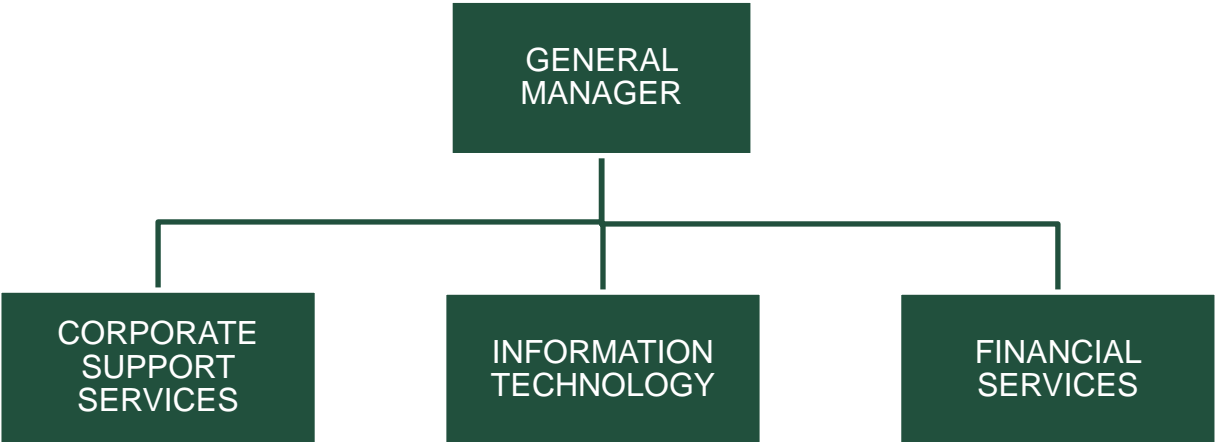 GENERAL
MANAGER
CORPORATE
SUPPORT
SERVICES
INFORMATION
TECHNOLOGY
FINANCIAL
SERVICES